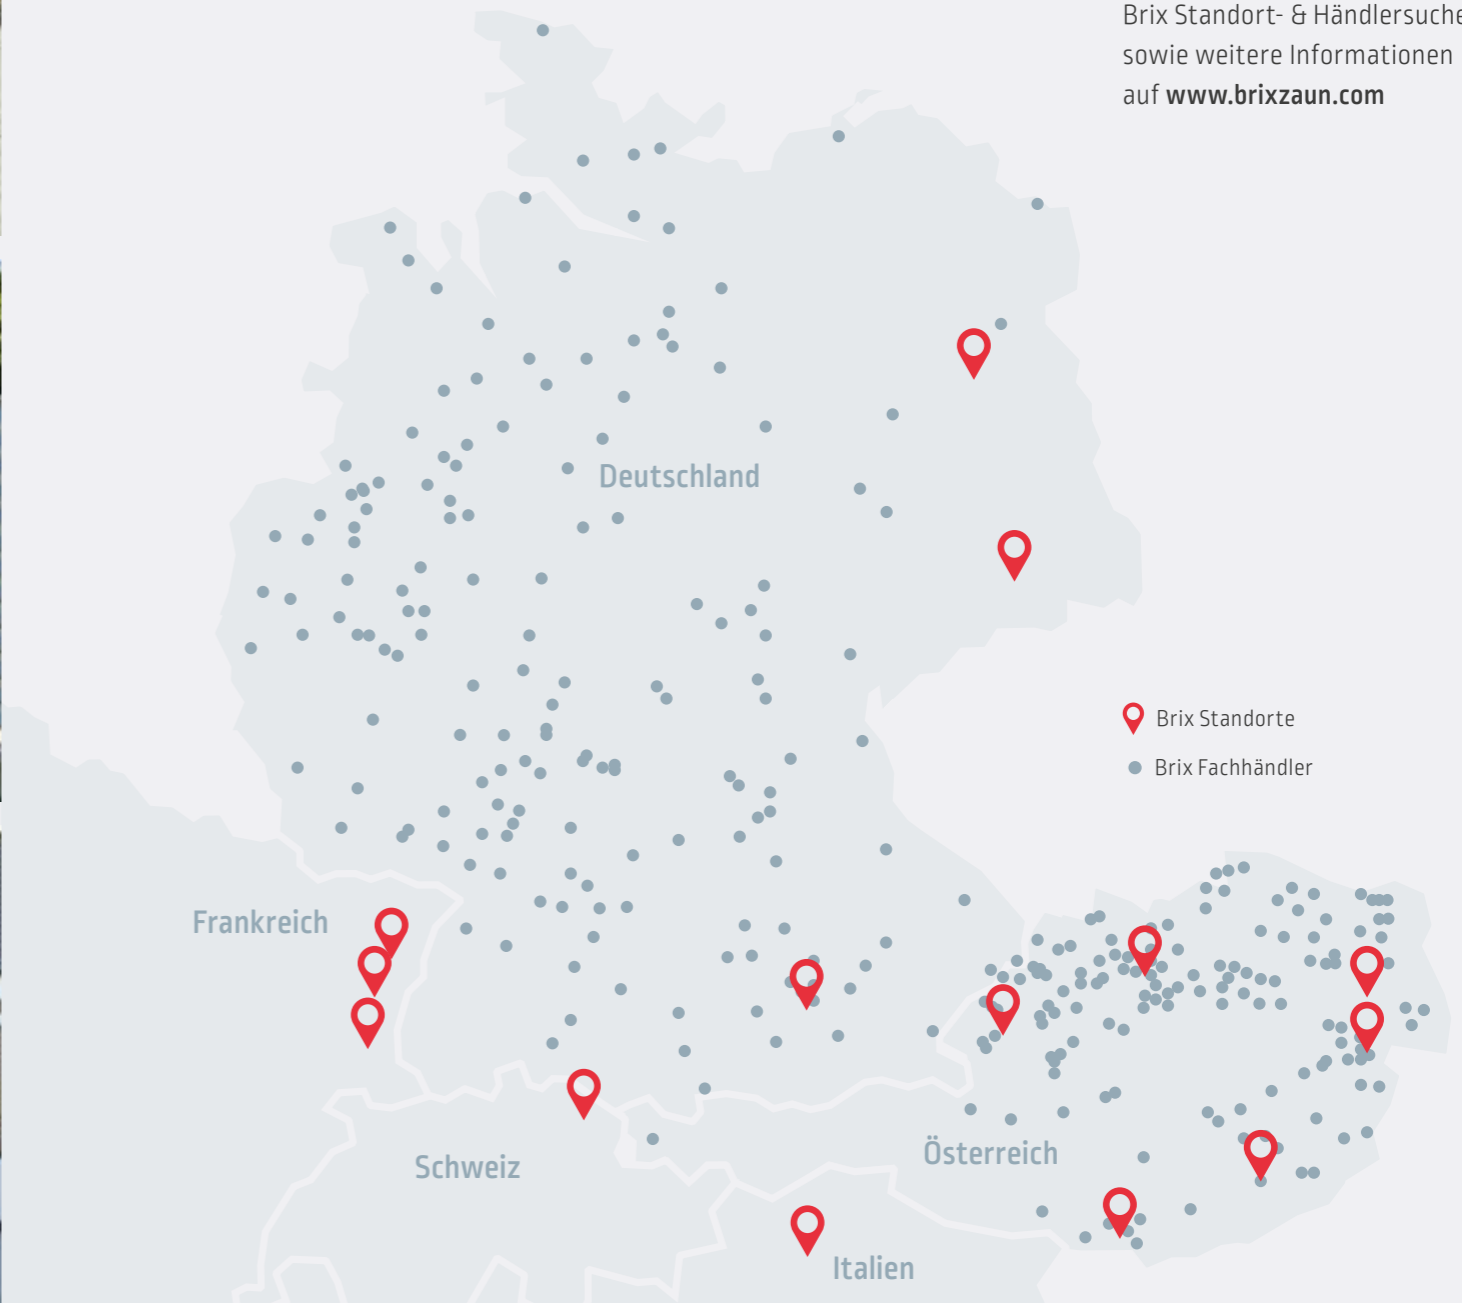 Brix Standort- & Händlersuche
sowie weitere Informationen
auf www.brixzaun.com
Deutschland
Brix Standorte
Brix Fachhändler
Frankreich
Österreich
Schweiz
Italien